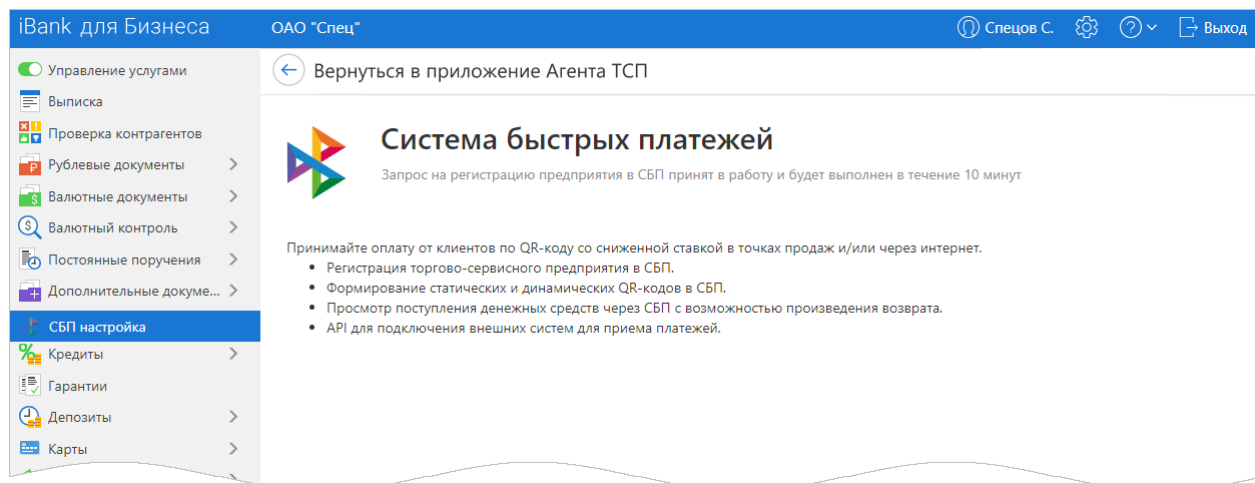 iBank для Бизнеса
ОАО "Спец"
Спецов С.
Выход
Управление услугами
Выписка
Проверка контрагентов
Рублевые документы
Валютные документы
Валютный контроль
Постоянные поручения
Дополнительные докуме...
СБП настройка
Кредиты
Гарантии
Депозиты
Карты
Вернуться в приложение Агента ТСП
Система быстрых платежей
Запрос на регистрацию предприятия в СБП принят в работу и будет выполнен в течение 10 минут
Принимайте оплату от клиентов по QR-коду со сниженной ставкой в точках продаж и/или через интернет.
• Регистрация торгово-сервисного предприятия в СБП.
• Формирование статических и динамических QR-кодов в СБП.
• Просмотр поступления денежных средств через СБП с возможностью произведения возврата.
• API для подключения внешних систем для приема платежей.